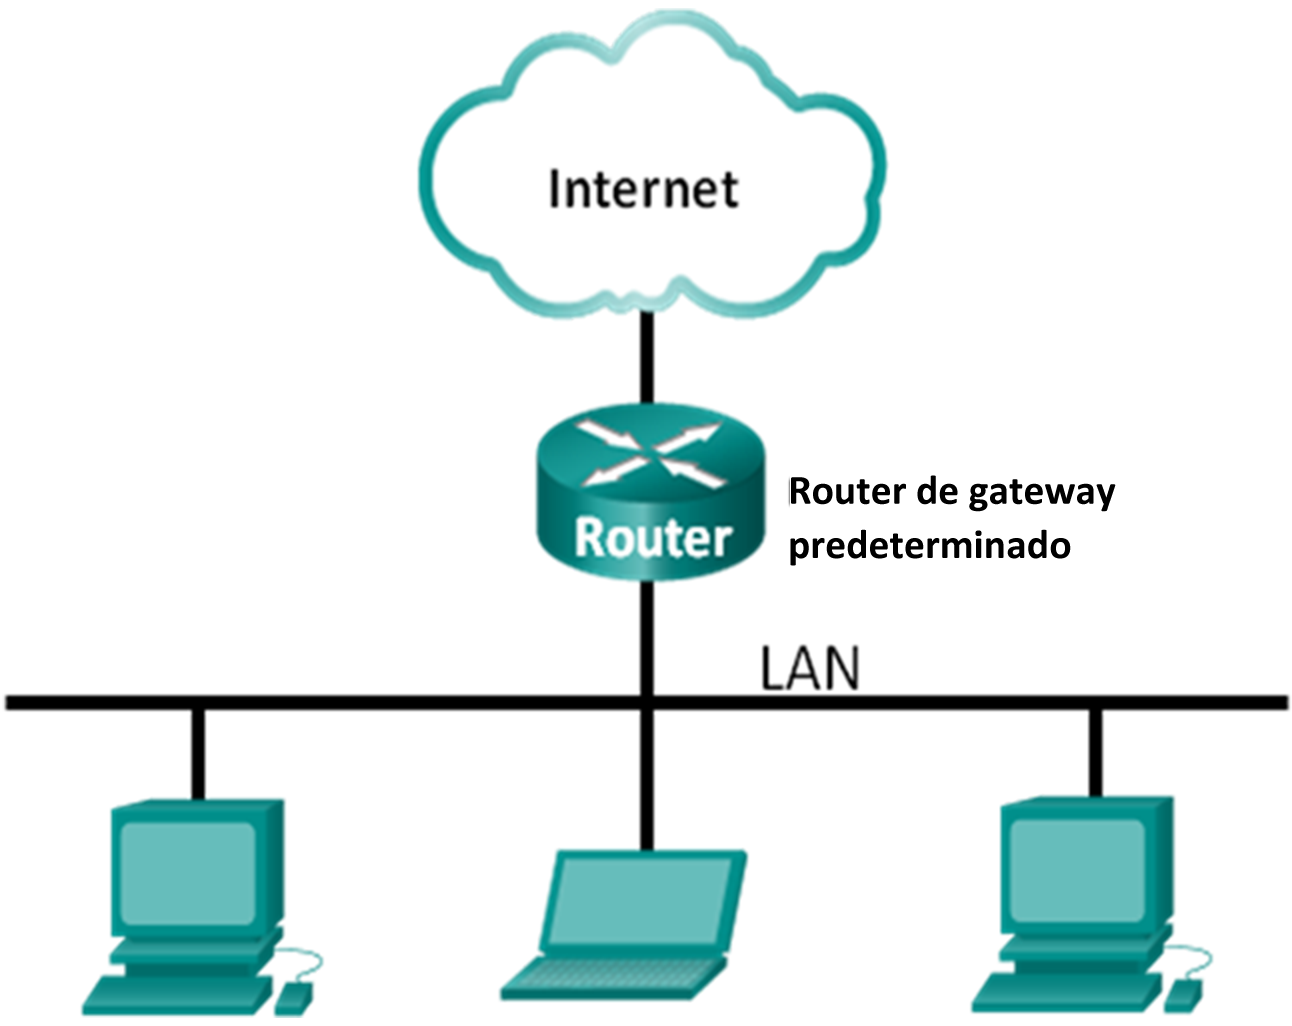 Internet
Router
Router de gateway
predeterminado
LAN